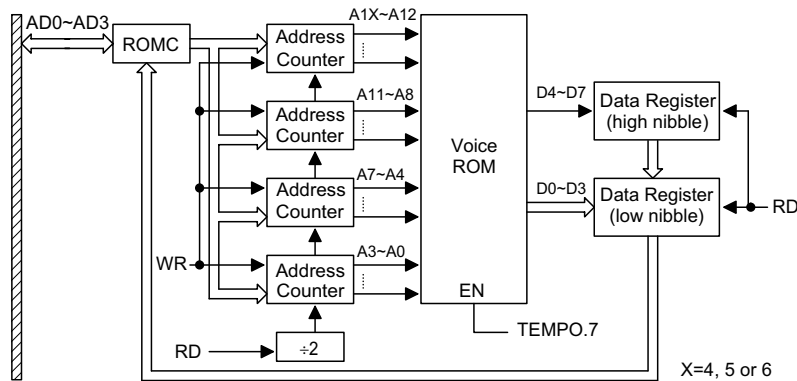 AD0~AD3
ROMC
Address
Counter
A1X~A12
Address
Counter
A11~A8
Address
Counter
A7~A4
WR
Address
Counter
A3~A0
RD
÷2
Voice
ROM
EN
TEMPO.7
D4~D7
Data Register
(high nibble)
D0~D3
Data Register
(low nibble)
RD
X=4, 5 or 6